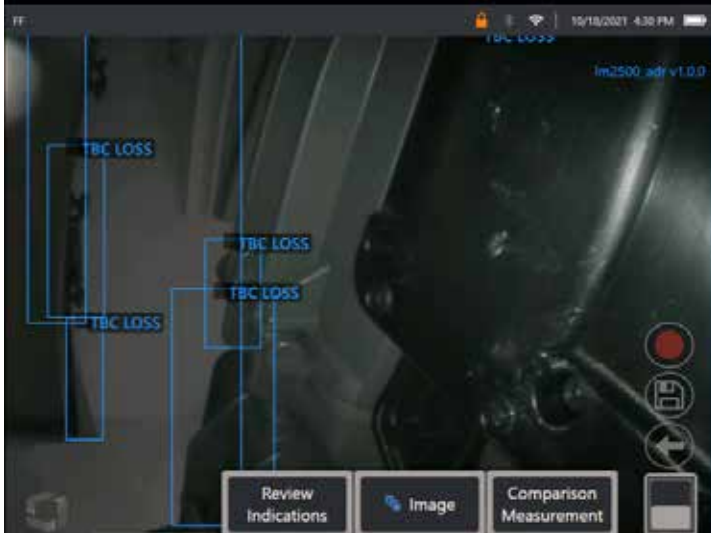 FF
10/18/2021 4:30 PM
TBC LOSS
lm2500_adr v1.0.0
TBC LOSS
TBC LOSS
TBC LOSS
TBC LOSS
Review
Indications
Image
Comparison
Measurement